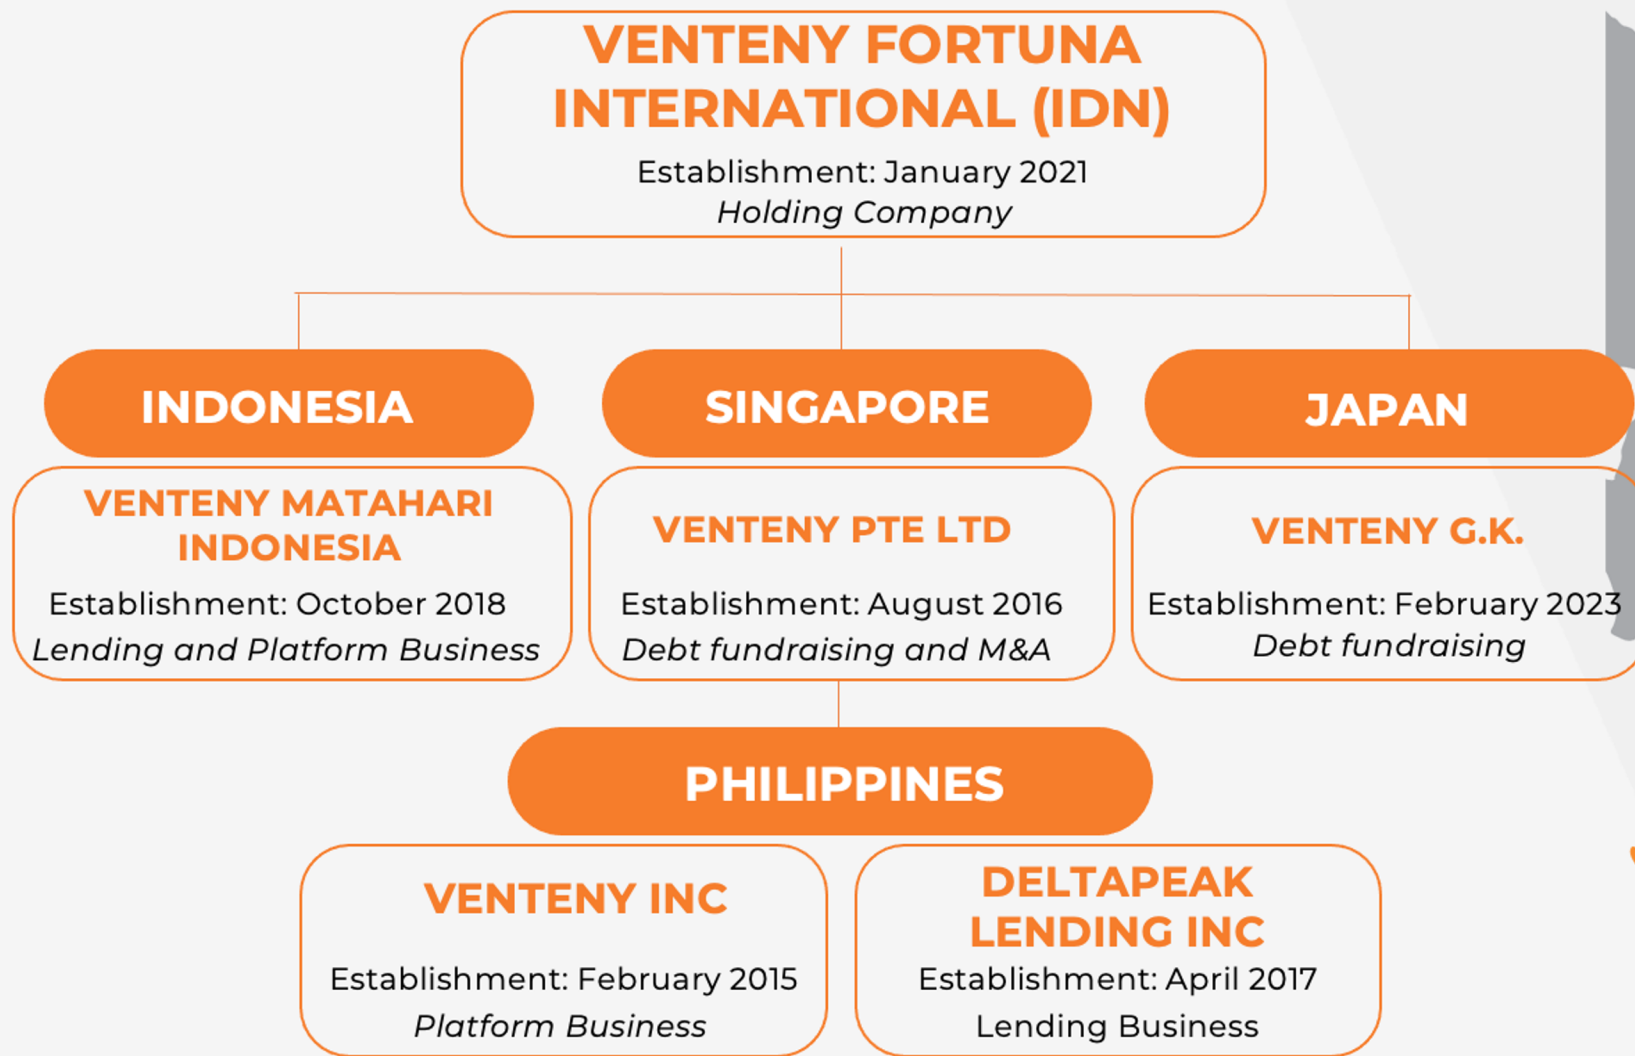 VENTENY FORTUNA
INTERNATIONAL (IDN)
Establishment: January 2021
Holding Company
INDONESIA
VENTENY MATAHARI
INDONESIA
Establishment: October 2018
Lending and Platform Business
SINGAPORE
VENTENY PTE LTD
Establishment: August 2016
Debt fundraising and M&A
JAPAN
VENTENY G.K.
Establishment: February 2023
Debt fundraising
PHILIPPINES
VENTENY INC
Establishment: February 2015
Platform Business
DELTAPEAK
LENDING INC
Establishment: April 2017
Lending Business